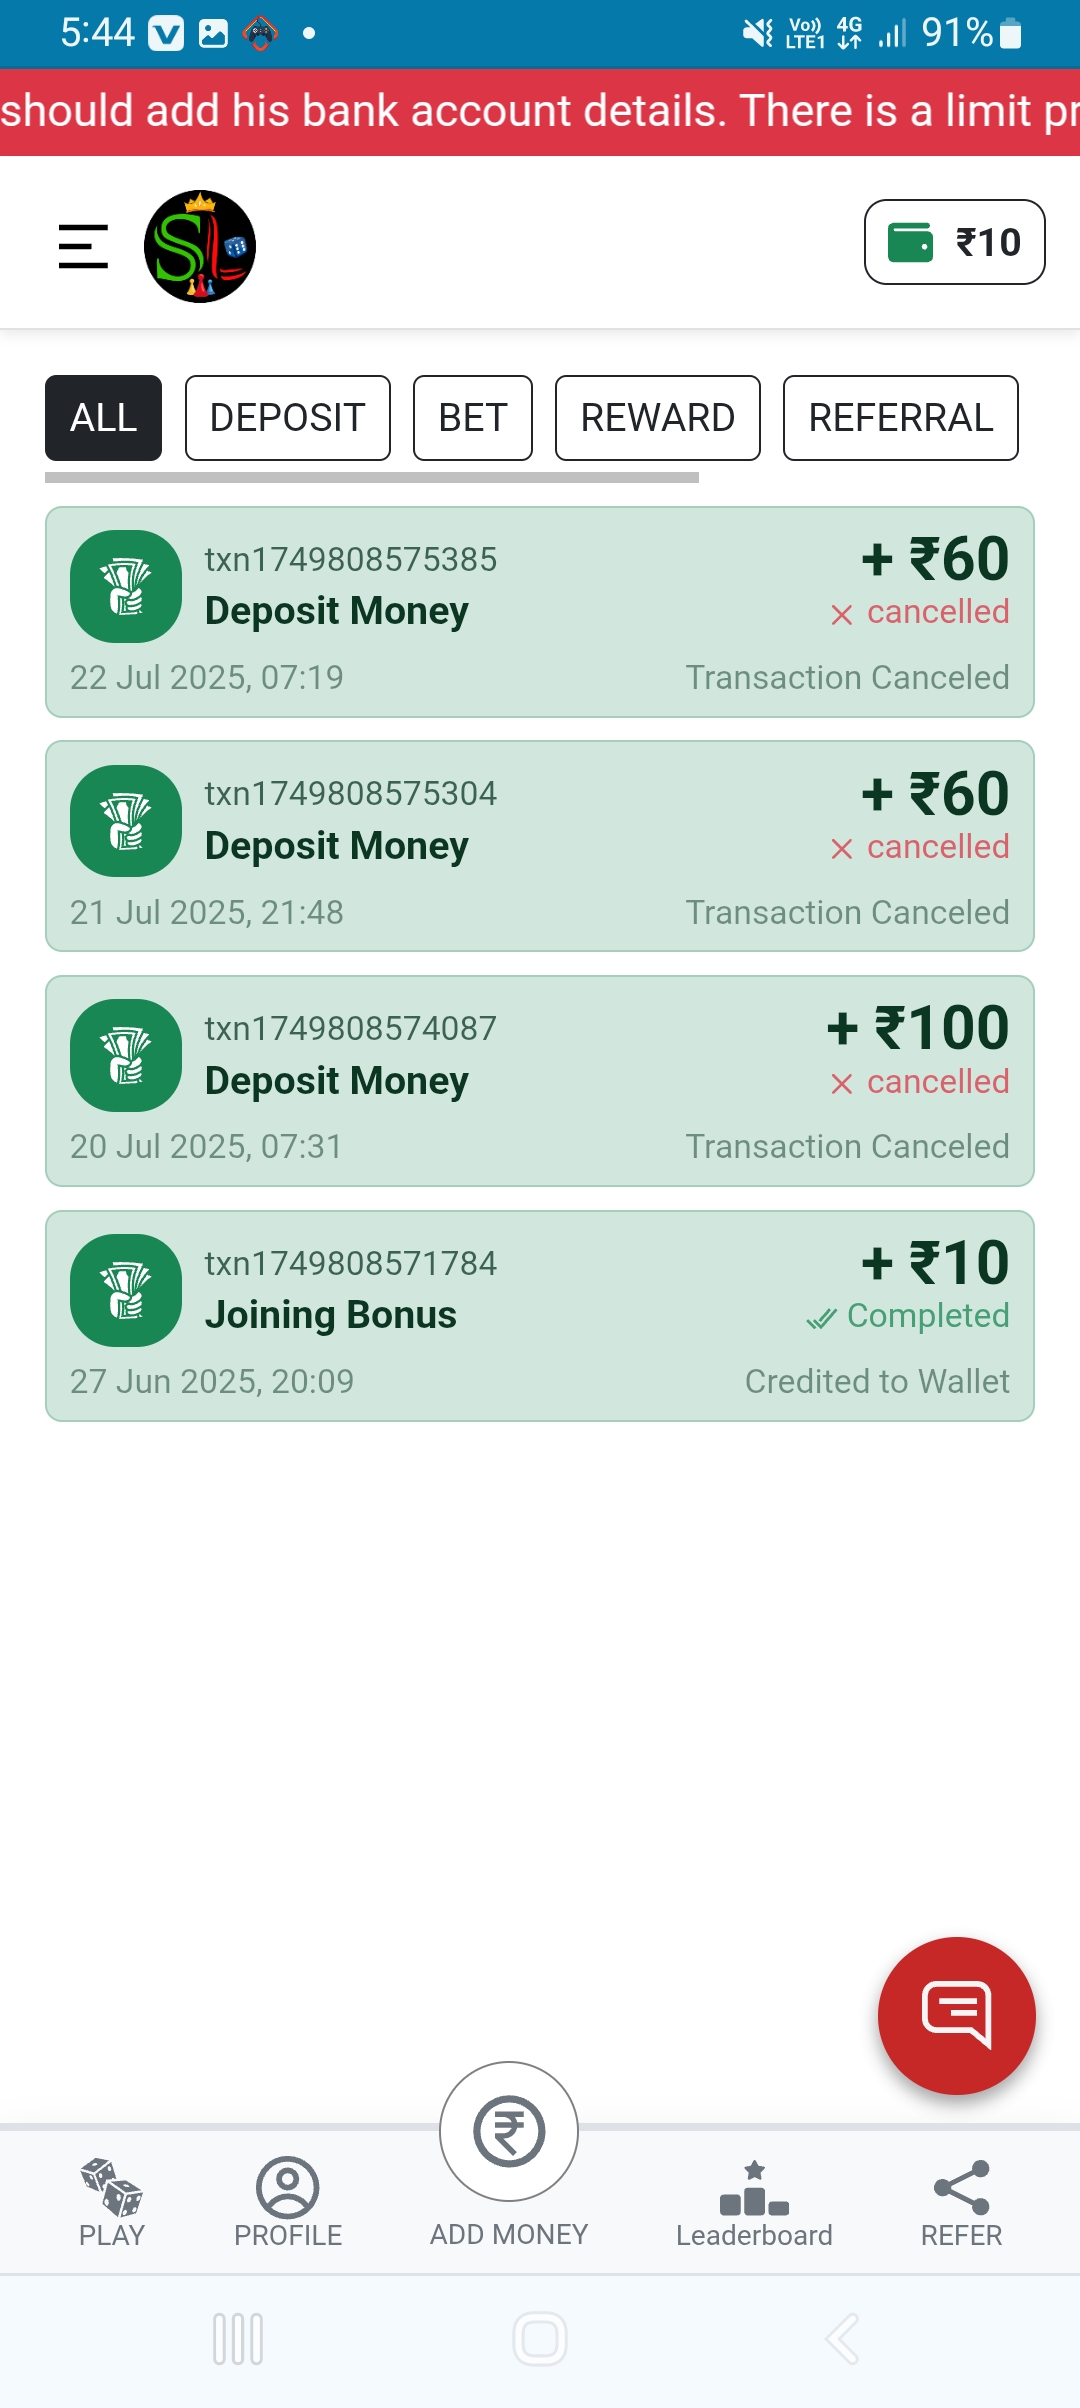 5:44
Vo)) LTE1 4G 91%
should add his bank account details. There is a limit pr
SL
₹10
ALL DEPOSIT BET REWARD REFERRAL
txn1749808575385 + ₹60
Deposit Money cancelled
22 Jul 2025, 07:19 Transaction Canceled
txn1749808575304 + ₹60
Deposit Money cancelled
21 Jul 2025, 21:48 Transaction Canceled
txn1749808574087 + ₹100
Deposit Money cancelled
20 Jul 2025, 07:31 Transaction Canceled
txn1749808571784 + ₹10
Joining Bonus Completed
27 Jun 2025, 20:09 Credited to Wallet
PLAY PROFILE ADD MONEY Leaderboard REFER